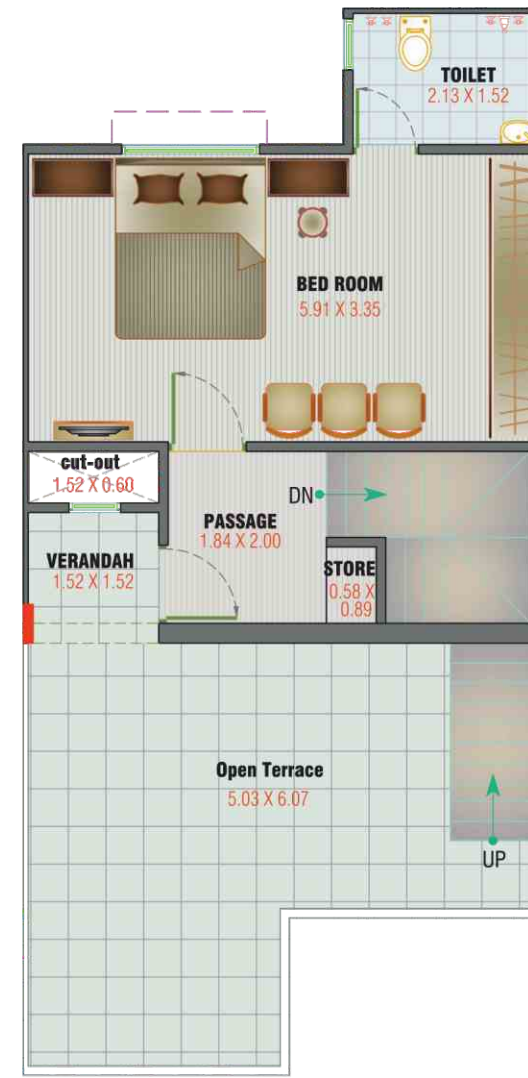 TOILET
2.13 X 1.52
BED ROOM
5.91 X 3.35
cut-out
1.52 X 0.60
DN
PASSAGE
1.84 X 2.00
VERANDAH
1.52 X 1.52
STORE
0.58 X
0.89
Open Terrace
5.03 X 6.07
UP